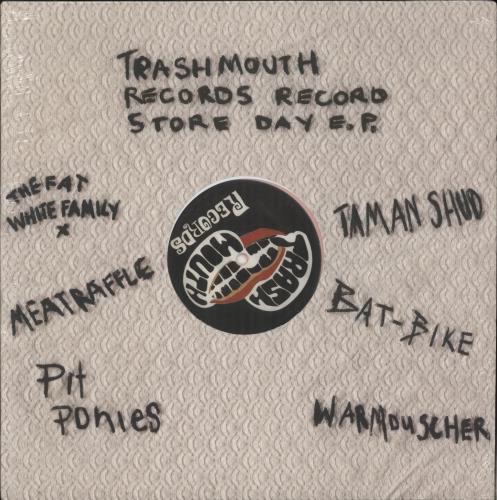 TRASHMOUTH
RECORDS RECORD
STORE DAY E.P.
THE FAT
WHITE FAMILY
X
TAMAN SHUD
RECORDS
TRASH
MOUTH
MEATRAFFLE
BAT-BIKE
Pit
PONIES
WARMDUSCHER